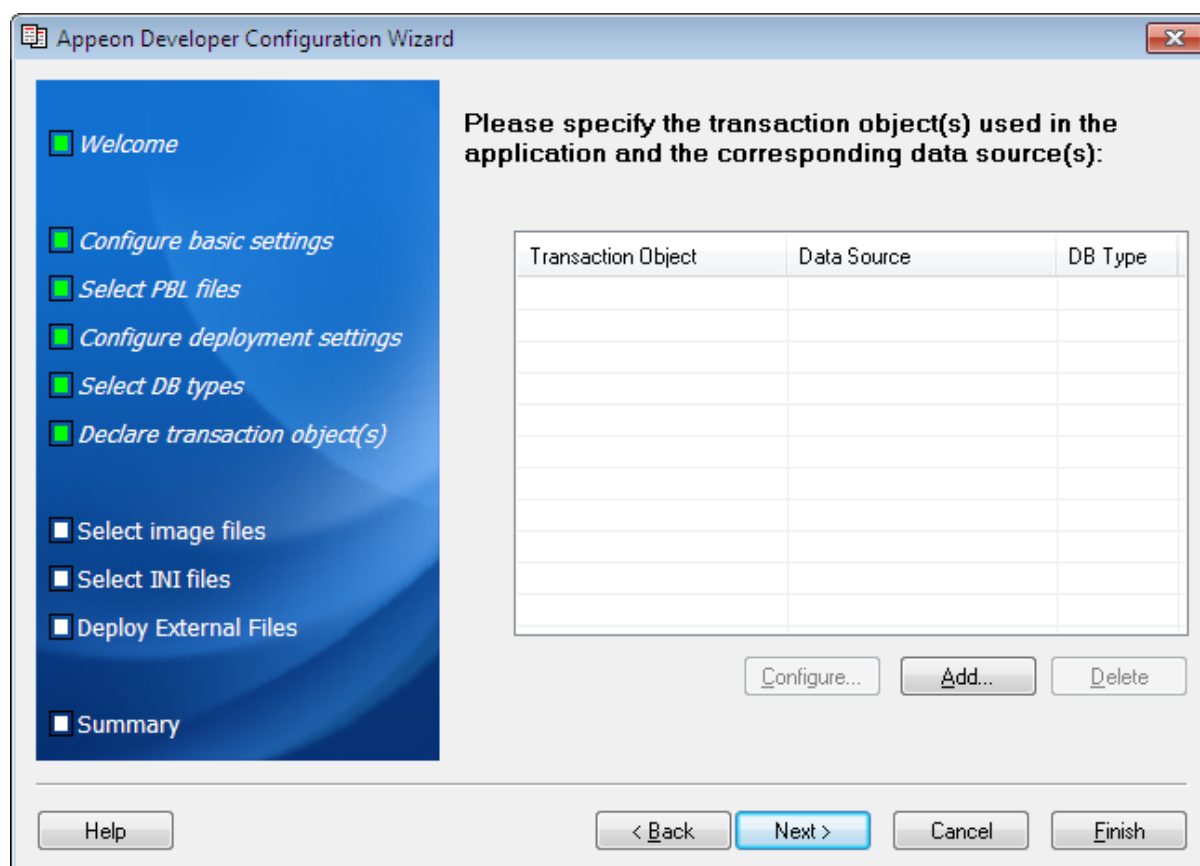 Appeon Developer Configuration Wizard
Welcome
Configure basic settings
Select PBL files
Configure deployment settings
Select DB types
Declare transaction object(s)
Select image files
Select INI files
Deploy External Files
Summary
Please specify the transaction object(s) used in the
application and the corresponding data source(s):
Transaction Object Data Source DB Type
Configure... Add... Delete
Help < Back Next > Cancel Finish